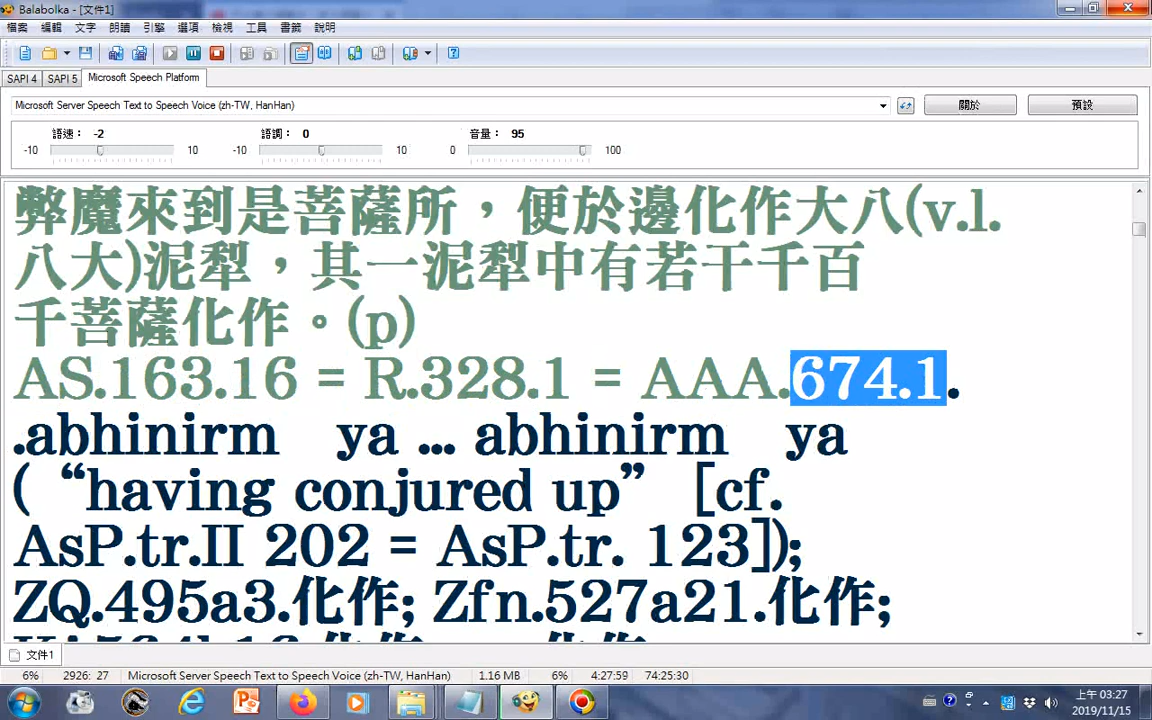 Balabolka - [文件1]
檔案 編輯 文字 朗讀 引擎 選項 檢視 工具 書籤 說明
SAPI 4 SAPI 5 Microsoft Speech Platform
Microsoft Server Speech Text to Speech Voice (zh-TW, HanHan) 關於 預設
語速： -2 語調： 0 音量： 95
-10 10 -10 10 0 100
弊魔來到是菩薩所，便於邊化作大八(v.l.
八大)泥犁，其一泥犁中有若干千百
千菩薩化作。(p)
AS.163.16 = R.328.1 = AAA.674.1.
.abhinirm ya ... abhinirm ya
(“having conjured up” [cf.
AsP.tr.II 202 = AsP.tr. 123]);
ZQ.495a3.化作; Zfn.527a21.化作;
文件1
6% 2926: 27 Microsoft Server Speech Text to Speech Voice (zh-TW, HanHan) 1.16 MB 6% 4:27:59 74:25:30
上午 03:27
2019/11/15